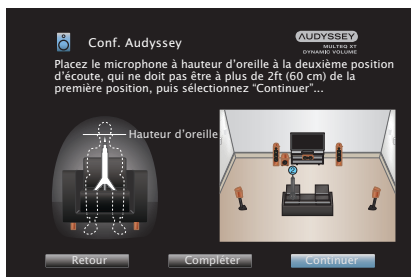 Conf. Audyssey
AUDYSSEY
MULTEQ XT
DYNAMIC VOLUME
Placez le microphone à hauteur d'oreille à la deuxième position
d'écoute, qui ne doit pas être à plus de 2ft (60 cm) de la
première position, puis sélectionnez “Continuer”...
Hauteur d'oreille
2
Retour
Compléter
Continuer